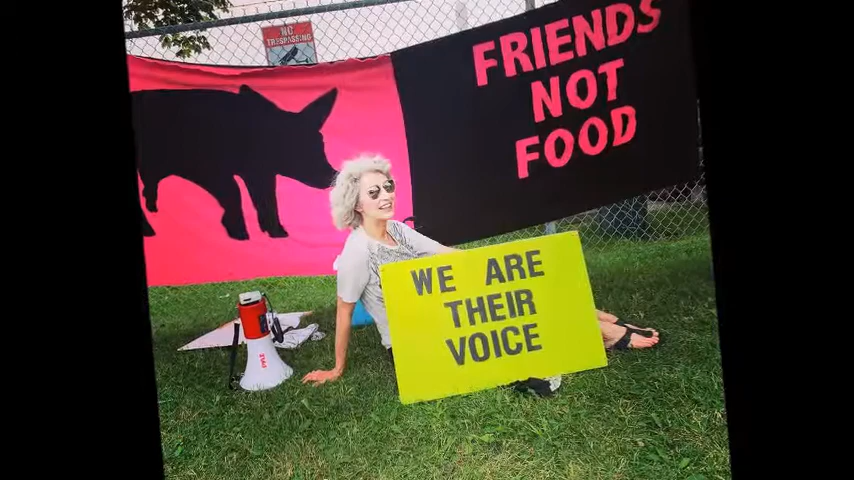 NO
TRESPASSING
FRIENDS
NOT
FOOD
WE ARE
THEIR
VOICE